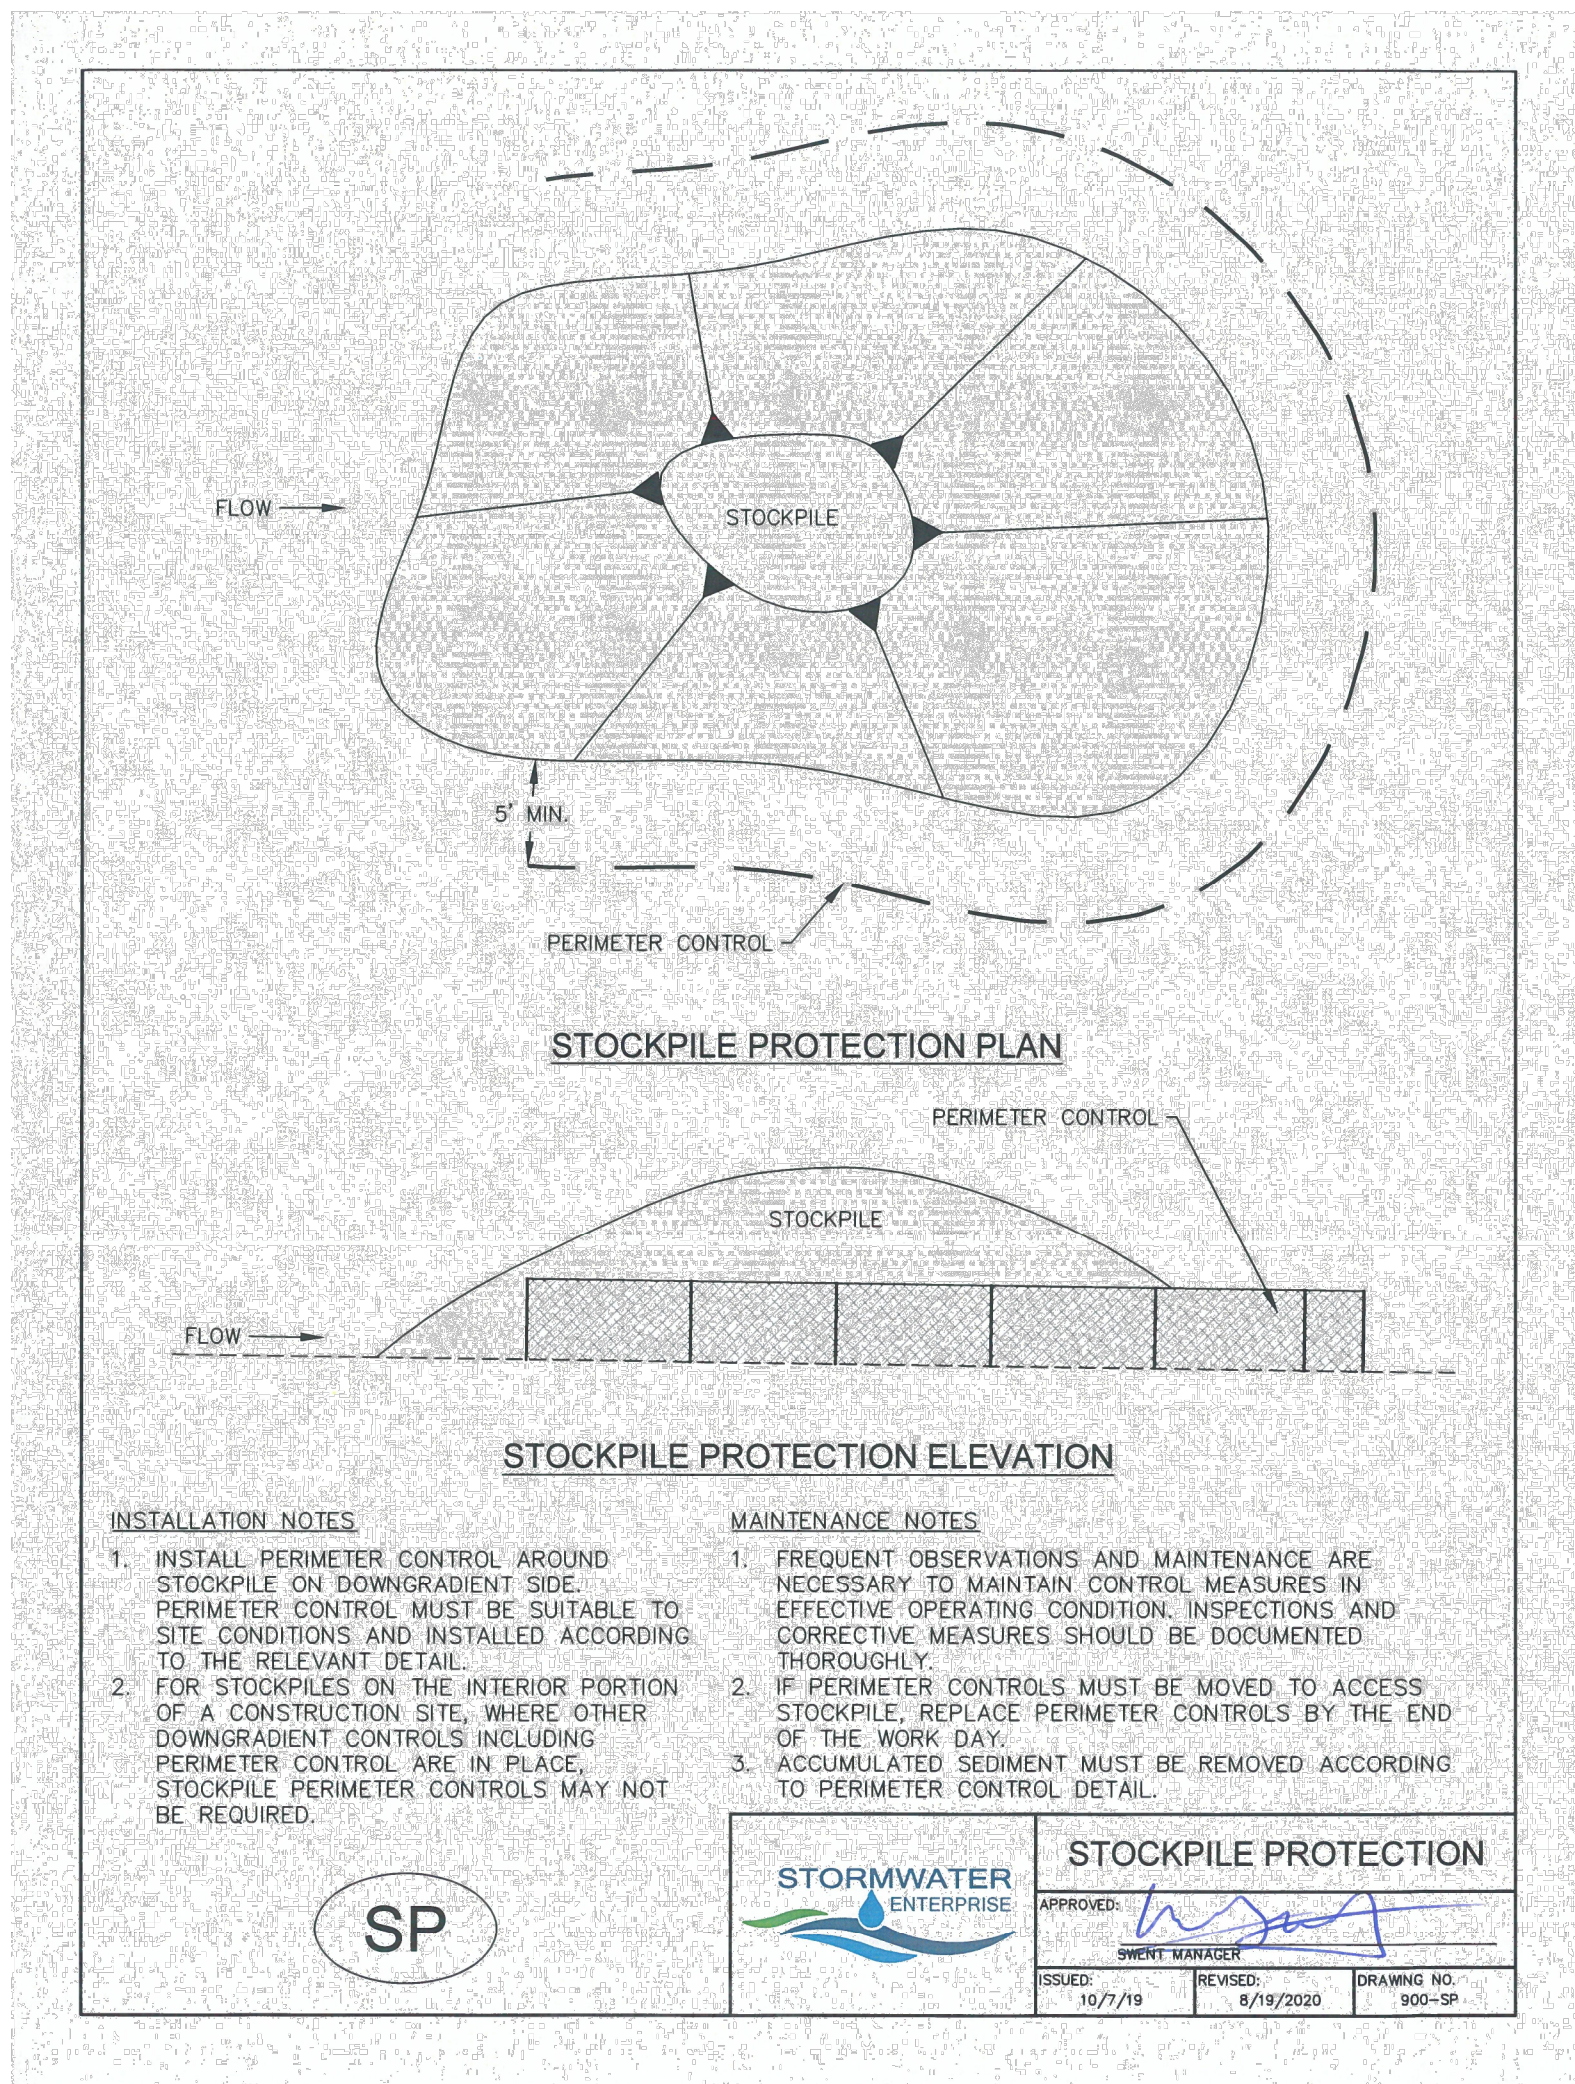 FLOW
STOCKPILE
5' MIN.
PERIMETER CONTROL
STOCKPILE PROTECTION PLAN
PERIMETER CONTROL
STOCKPILE
FLOW
STOCKPILE PROTECTION ELEVATION
INSTALLATION NOTES
1. INSTALL PERIMETER CONTROL AROUND
STOCKPILE ON DOWNGRADIENT SIDE.
PERIMETER CONTROL MUST BE SUITABLE TO
SITE CONDITIONS AND INSTALLED ACCORDING
TO THE RELEVANT DETAIL.
2. FOR STOCKPILES ON THE INTERIOR PORTION
OF A CONSTRUCTION SITE, WHERE OTHER
DOWNGRADIENT CONTROLS INCLUDING
PERIMETER CONTROL ARE IN PLACE,
STOCKPILE PERIMETER CONTROLS MAY NOT
BE REQUIRED.
MAINTENANCE NOTES
1. FREQUENT OBSERVATIONS AND MAINTENANCE ARE
NECESSARY TO MAINTAIN CONTROL MEASURES IN
EFFECTIVE OPERATING CONDITION. INSPECTIONS AND
CORRECTIVE MEASURES SHOULD BE DOCUMENTED
THOROUGHLY.
2. IF PERIMETER CONTROLS MUST BE MOVED TO ACCESS
STOCKPILE, REPLACE PERIMETER CONTROLS BY THE END
OF THE WORK DAY.
3. ACCUMULATED SEDIMENT MUST BE REMOVED ACCORDING
TO PERIMETER CONTROL DETAIL.
SP
STORMWATER
ENTERPRISE
STOCKPILE PROTECTION
APPROVED:
SWENT MANAGER
ISSUED:
10/7/19
REVISED:
8/19/2020
DRAWING NO.
900-SP